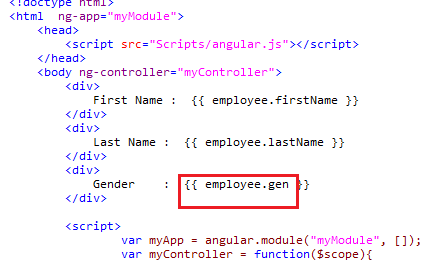 <!doctype html>
<html  ng-app="myModule">
    <head>
        <script src="Scripts/angular.js"></script>
    </head>
    <body ng-controller="myController">
        <div>
            First Name :  {{ employee.firstName }}
        </div>
        <div>
            Last Name :  {{ employee.lastName }}
        </div>
        <div>
            Gender    :  {{ employee.gen }}
        </div>
        <script>
            var myApp = angular.module("myModule", []);
            var myController = function($scope){